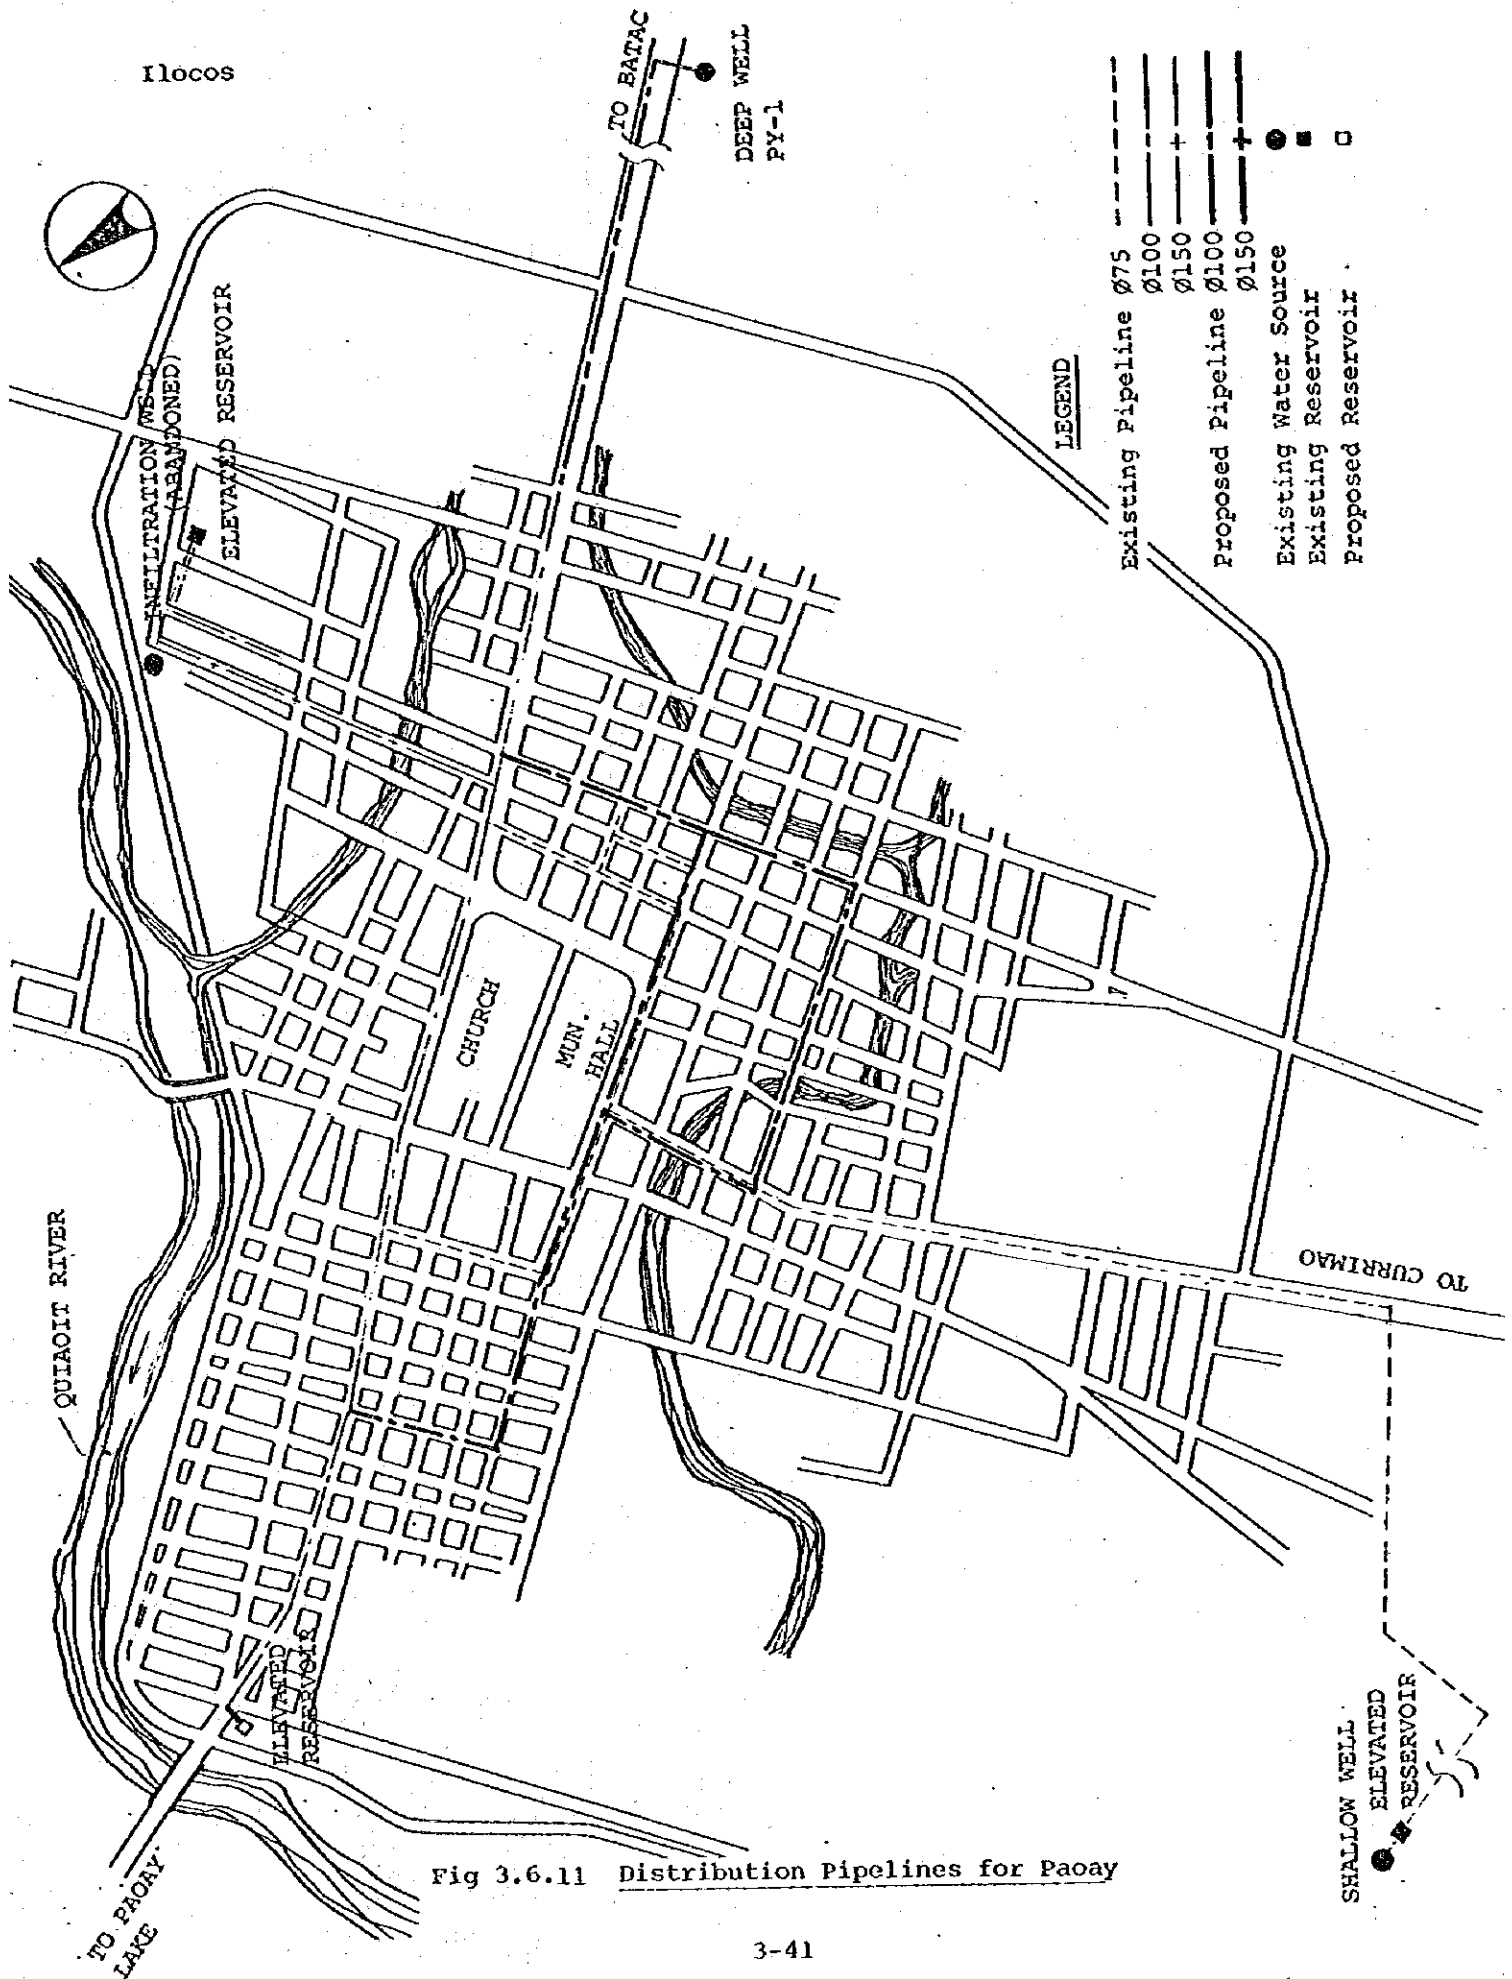 Ilocos
TO BATAC
DEEP WELL
PY-1
INFILTRATION WELL
(ABANDONED)
ELEVATED RESERVOIR
LEGEND
Existing Pipeline Ø75
Ø100
Ø150
Proposed Pipeline Ø100
Ø150
Existing Water Source
Existing Reservoir
Proposed Reservoir
CHURCH
MUN.
HALL
QUIAOIT RIVER
TO CURRIMAO
ELEVATED
RESERVOIR
SHALLOW WELL
ELEVATED
RESERVOIR
TO PAOAY
LAKE
Fig 3.6.11 Distribution Pipelines for Paoay
3-41